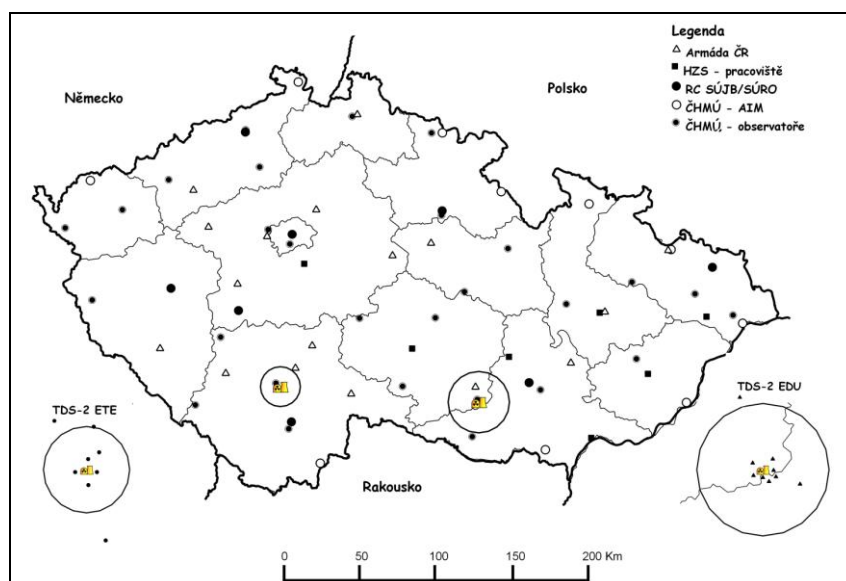 Legenda
Armáda ČR
HZS - pracoviště
RC SÚJB/SÚRO
ČHMÚ - AIM
ČHMÚ, - observatoře
Německo
Polsko
TDS-2 ETE
TDS-2 EDU
Rakousko
0 50 100 150 200 Km